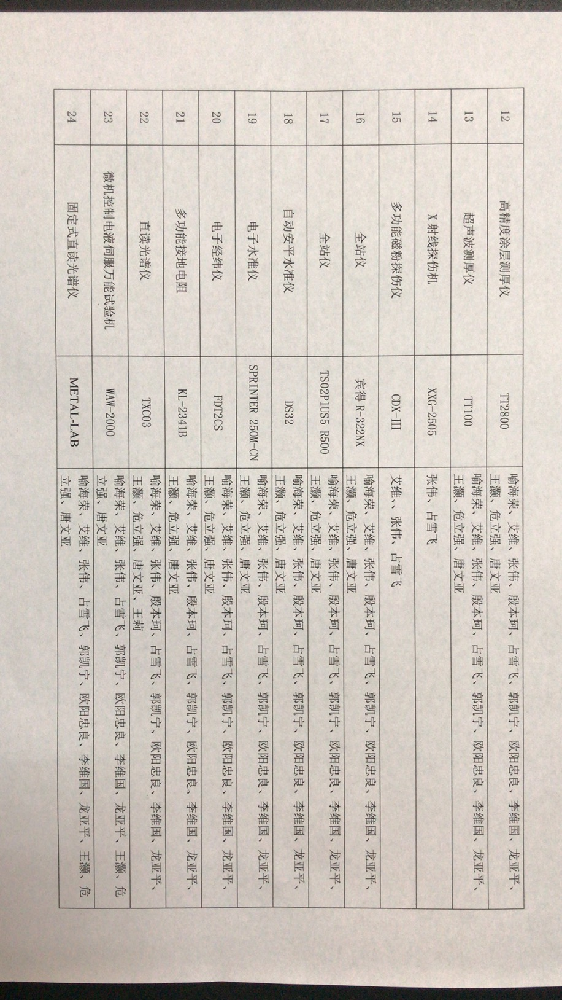 12 高精度涂层测厚仪 TT2800 喻海荣、艾维、张伟、殷本珂、占雪飞、郭凯宁、欧阳忠良、李维国、龙亚平、
王灏、危立强、唐文亚
13 超声波测厚仪 TT100 喻海荣、艾维、张伟、殷本珂、占雪飞、郭凯宁、欧阳忠良、李维国、龙亚平、
王灏、危立强、唐文亚
14 X射线探伤机 XXG-2505 张伟、占雪飞
15 多功能磁粉探伤仪 CDX-III 艾维、、张伟、占雪飞
16 全站仪 宾得 R-322NX 喻海荣、艾维、张伟、殷本珂、占雪飞、郭凯宁、欧阳忠良、李维国、龙亚平、
王灏、危立强、唐文亚
17 全站仪 TS02PlUS5 R500 喻海荣、艾维、张伟、殷本珂、占雪飞、郭凯宁、欧阳忠良、李维国、龙亚平、
王灏、危立强、唐文亚
18 自动安平水准仪 DS32 喻海荣、艾维、张伟、殷本珂、占雪飞、郭凯宁、欧阳忠良、李维国、龙亚平、
王灏、危立强、唐文亚
19 电子水准仪 SPRINTER 250M-CN 喻海荣、艾维、张伟、殷本珂、占雪飞、郭凯宁、欧阳忠良、李维国、龙亚平、
王灏、危立强、唐文亚
20 电子经纬仪 FDT2CS 喻海荣、艾维、张伟、殷本珂、占雪飞、郭凯宁、欧阳忠良、李维国、龙亚平、
王灏、危立强、唐文亚
21 多功能接地电阻 KL-2341B 喻海荣、艾维、张伟、殷本珂、占雪飞、郭凯宁、欧阳忠良、李维国、龙亚平、
王灏、危立强、唐文亚
22 直读光谱仪 TXC03 喻海荣、艾维、张伟、殷本珂、占雪飞、郭凯宁、欧阳忠良、李维国、龙亚平、
王灏、危立强、唐文亚、王莉
23 微机控制电液伺服万能试验机 WAW-2000 喻海荣、艾维、张伟、占雪飞、郭凯宁、欧阳忠良、李维国、龙亚平、王灏、危
立强、唐文亚
24 固定式直读光谱仪 METAL-LAB 喻海荣、艾维、张伟、占雪飞、郭凯宁、欧阳忠良、李维国、龙亚平、王灏、危
立强、唐文亚